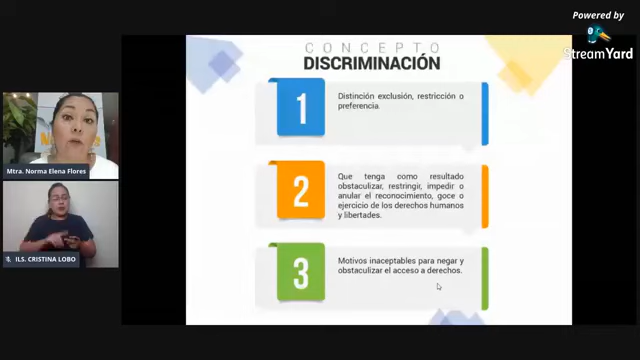 Powered by
StreamYard
CONCEPTO
DISCRIMINACIÓN
1
Distinción exclusión, restricción o
preferencia.
2
Que tenga como resultado
obstaculizar, restringir, impedir o
anular el reconocimiento, goce o
ejercicio de los derechos humanos
y libertades.
3
Motivos inaceptables para negar y
obstaculizar el acceso a derechos.
Mtra. Norma Elena Flores
ILS. CRISTINA LOBO